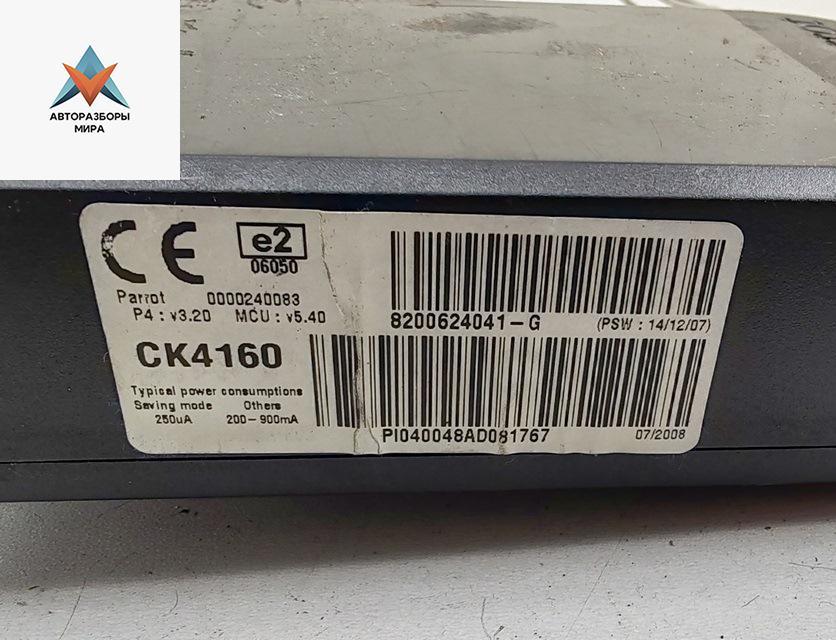 АВТОРАЗБОРЫ
МИРА
CE
e2
06050
Parrot 0000240083
P4 : v3.20 MCU : v5.40
8200624041-G (PSW : 14/12/07)
CK4160
Typical power consumptions
Saving mode Others
250uA 200-900mA
PI040048AD081767 07/2008